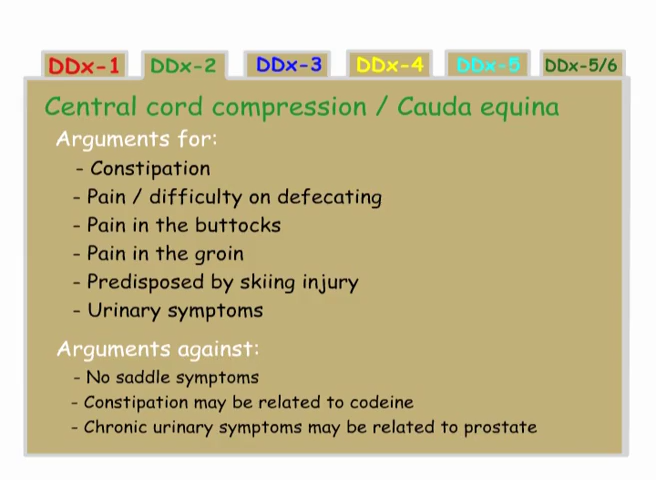 DDx-1 DDx-2 DDx-3 DDx-4 DDx-5 DDx-5/6
Central cord compression / Cauda equina
Arguments for:
- Constipation
- Pain / difficulty on defecating
- Pain in the buttocks
- Pain in the groin
- Predisposed by skiing injury
- Urinary symptoms
Arguments against:
- No saddle symptoms
- Constipation may be related to codeine
- Chronic urinary symptoms may be related to prostate